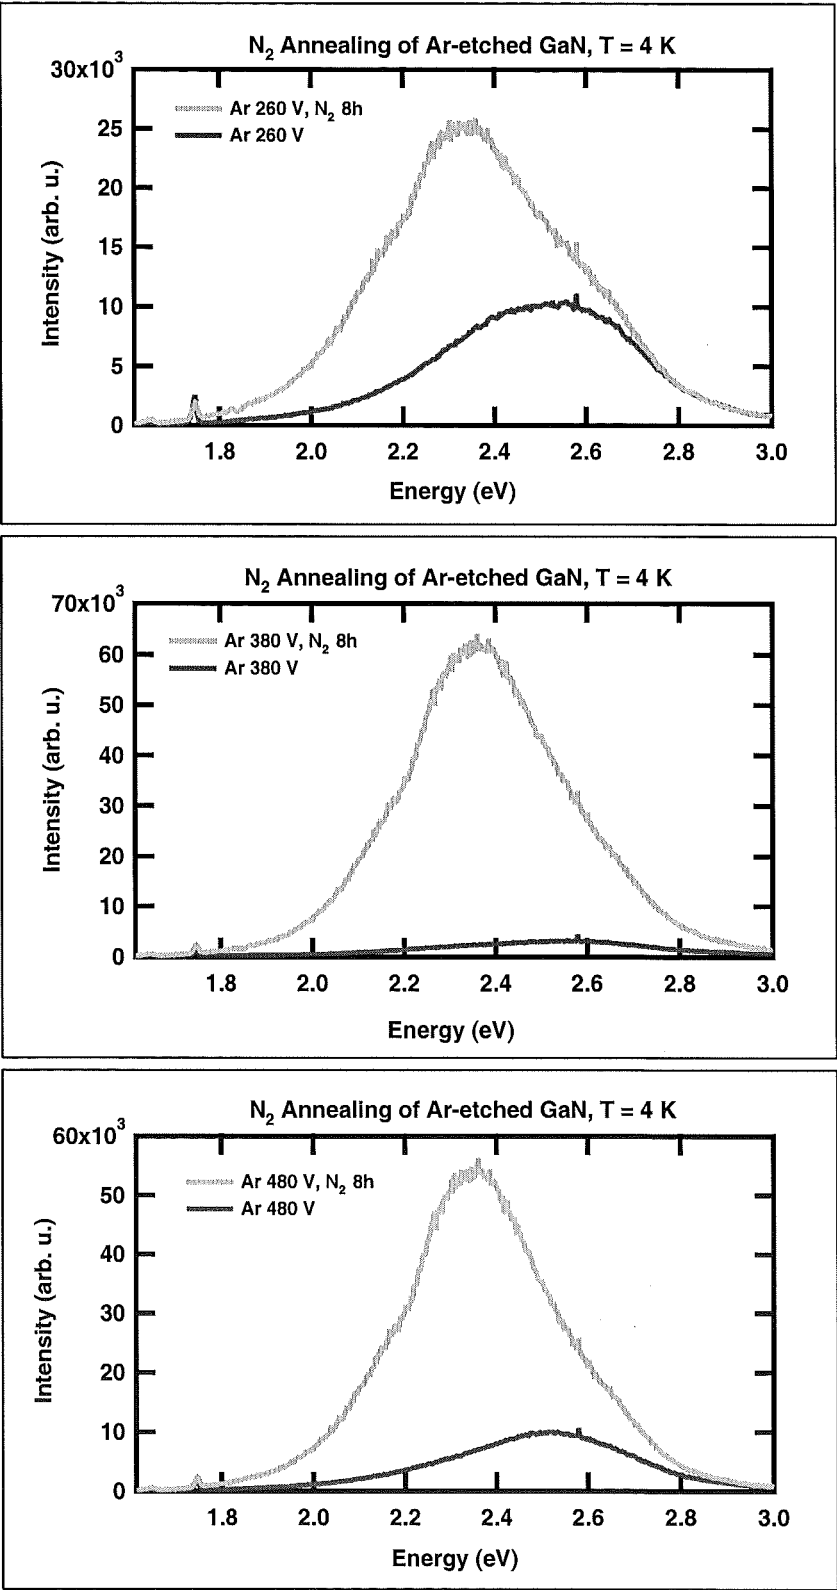 N2 Annealing of Ar-etched GaN, T = 4 K
30x10^3
Ar 260 V, N2 8h
Ar 260 V
25
20
15
10
5
0
Intensity (arb. u.)
1.8 2.0 2.2 2.4 2.6 2.8 3.0
Energy (eV)
N2 Annealing of Ar-etched GaN, T = 4 K
70x10^3
Ar 380 V, N2 8h
Ar 380 V
60
50
40
30
20
10
0
Intensity (arb. u.)
1.8 2.0 2.2 2.4 2.6 2.8 3.0
Energy (eV)
N2 Annealing of Ar-etched GaN, T = 4 K
60x10^3
Ar 480 V, N2 8h
Ar 480 V
50
40
30
20
10
0
Intensity (arb. u.)
1.8 2.0 2.2 2.4 2.6 2.8 3.0
Energy (eV)